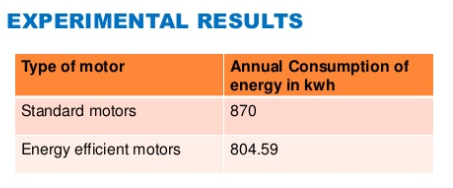 EXPERIMENTAL RESULTS
Type of motor
Annual Consumption of
energy in kwh
Standard motors
870
Energy efficient motors
804.59